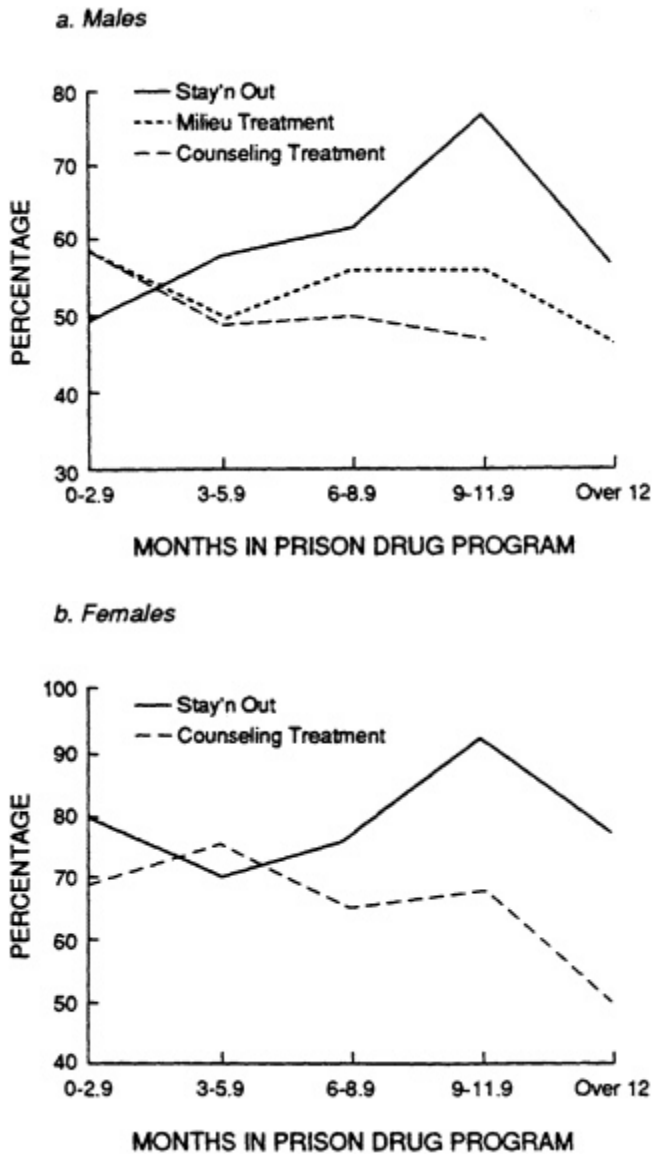 a. Males
80
70
60
50
40
30
PERCENTAGE
Stay'n Out
Milieu Treatment
Counseling Treatment
0-2.9 3-5.9 6-8.9 9-11.9 Over 12
MONTHS IN PRISON DRUG PROGRAM
b. Females
100
90
80
70
60
50
40
PERCENTAGE
Stay'n Out
Counseling Treatment
0-2.9 3-5.9 6-8.9 9-11.9 Over 12
MONTHS IN PRISON DRUG PROGRAM